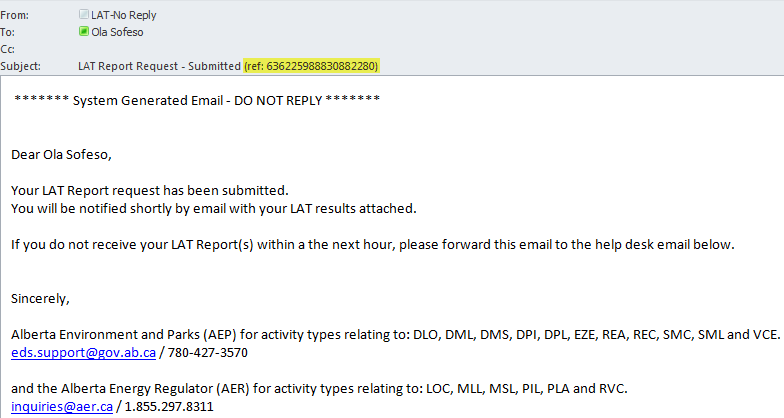 From: LAT-No Reply
To: Ola Sofeso
Cc:
Subject: LAT Report Request - Submitted (ref: 636225988830882280)
******* System Generated Email - DO NOT REPLY *******
Dear Ola Sofeso,
Your LAT Report request has been submitted.
You will be notified shortly by email with your LAT results attached.
If you do not receive your LAT Report(s) within a the next hour, please forward this email to the help desk email below.
Sincerely,
Alberta Environment and Parks (AEP) for activity types relating to: DLO, DML, DMS, DPI, DPL, EZE, REA, REC, SMC, SML and VCE.
eds.support@gov.ab.ca / 780-427-3570
and the Alberta Energy Regulator (AER) for activity types relating to: LOC, MLL, MSL, PIL, PLA and RVC.
inquiries@aer.ca / 1.855.297.8311